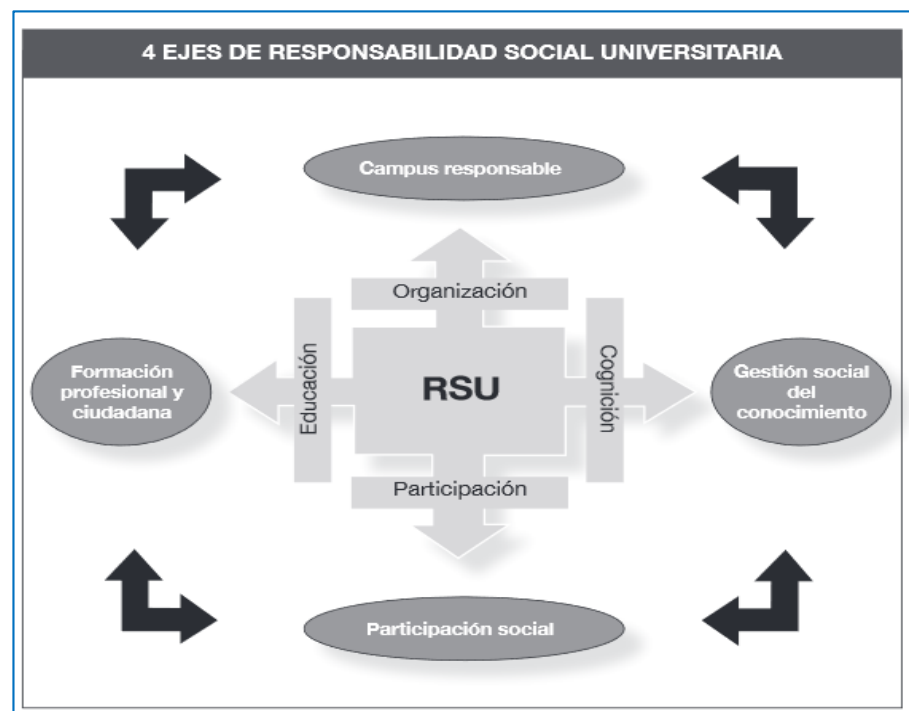 4 EJES DE RESPONSABILIDAD SOCIAL UNIVERSITARIA
Campus responsable
Organización
Educación
Cognición
Formación
profesional y
ciudadana
RSU
Gestión social
del
conocimiento
Participación
Participación social